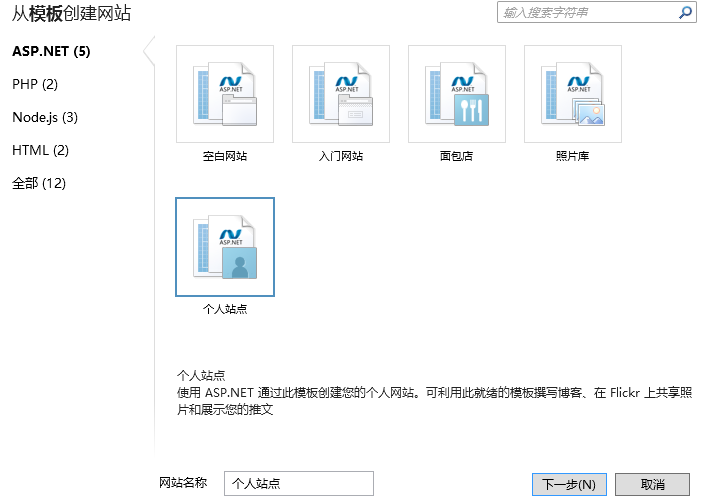 从模板创建网站
输入搜索字符串
ASP.NET (5)
PHP (2)
Node.js (3)
HTML (2)
全部 (12)
ASP.NET
空白网站
ASP.NET
入门网站
ASP.NET
面包店
ASP.NET
照片库
ASP.NET
个人站点
个人站点
使用 ASP.NET 通过此模板创建您的个人网站。可利用此就绪的模板撰写博客、在 Flickr 上共享照
片和展示您的推文
网站名称
个人站点
下一步(N)
取消